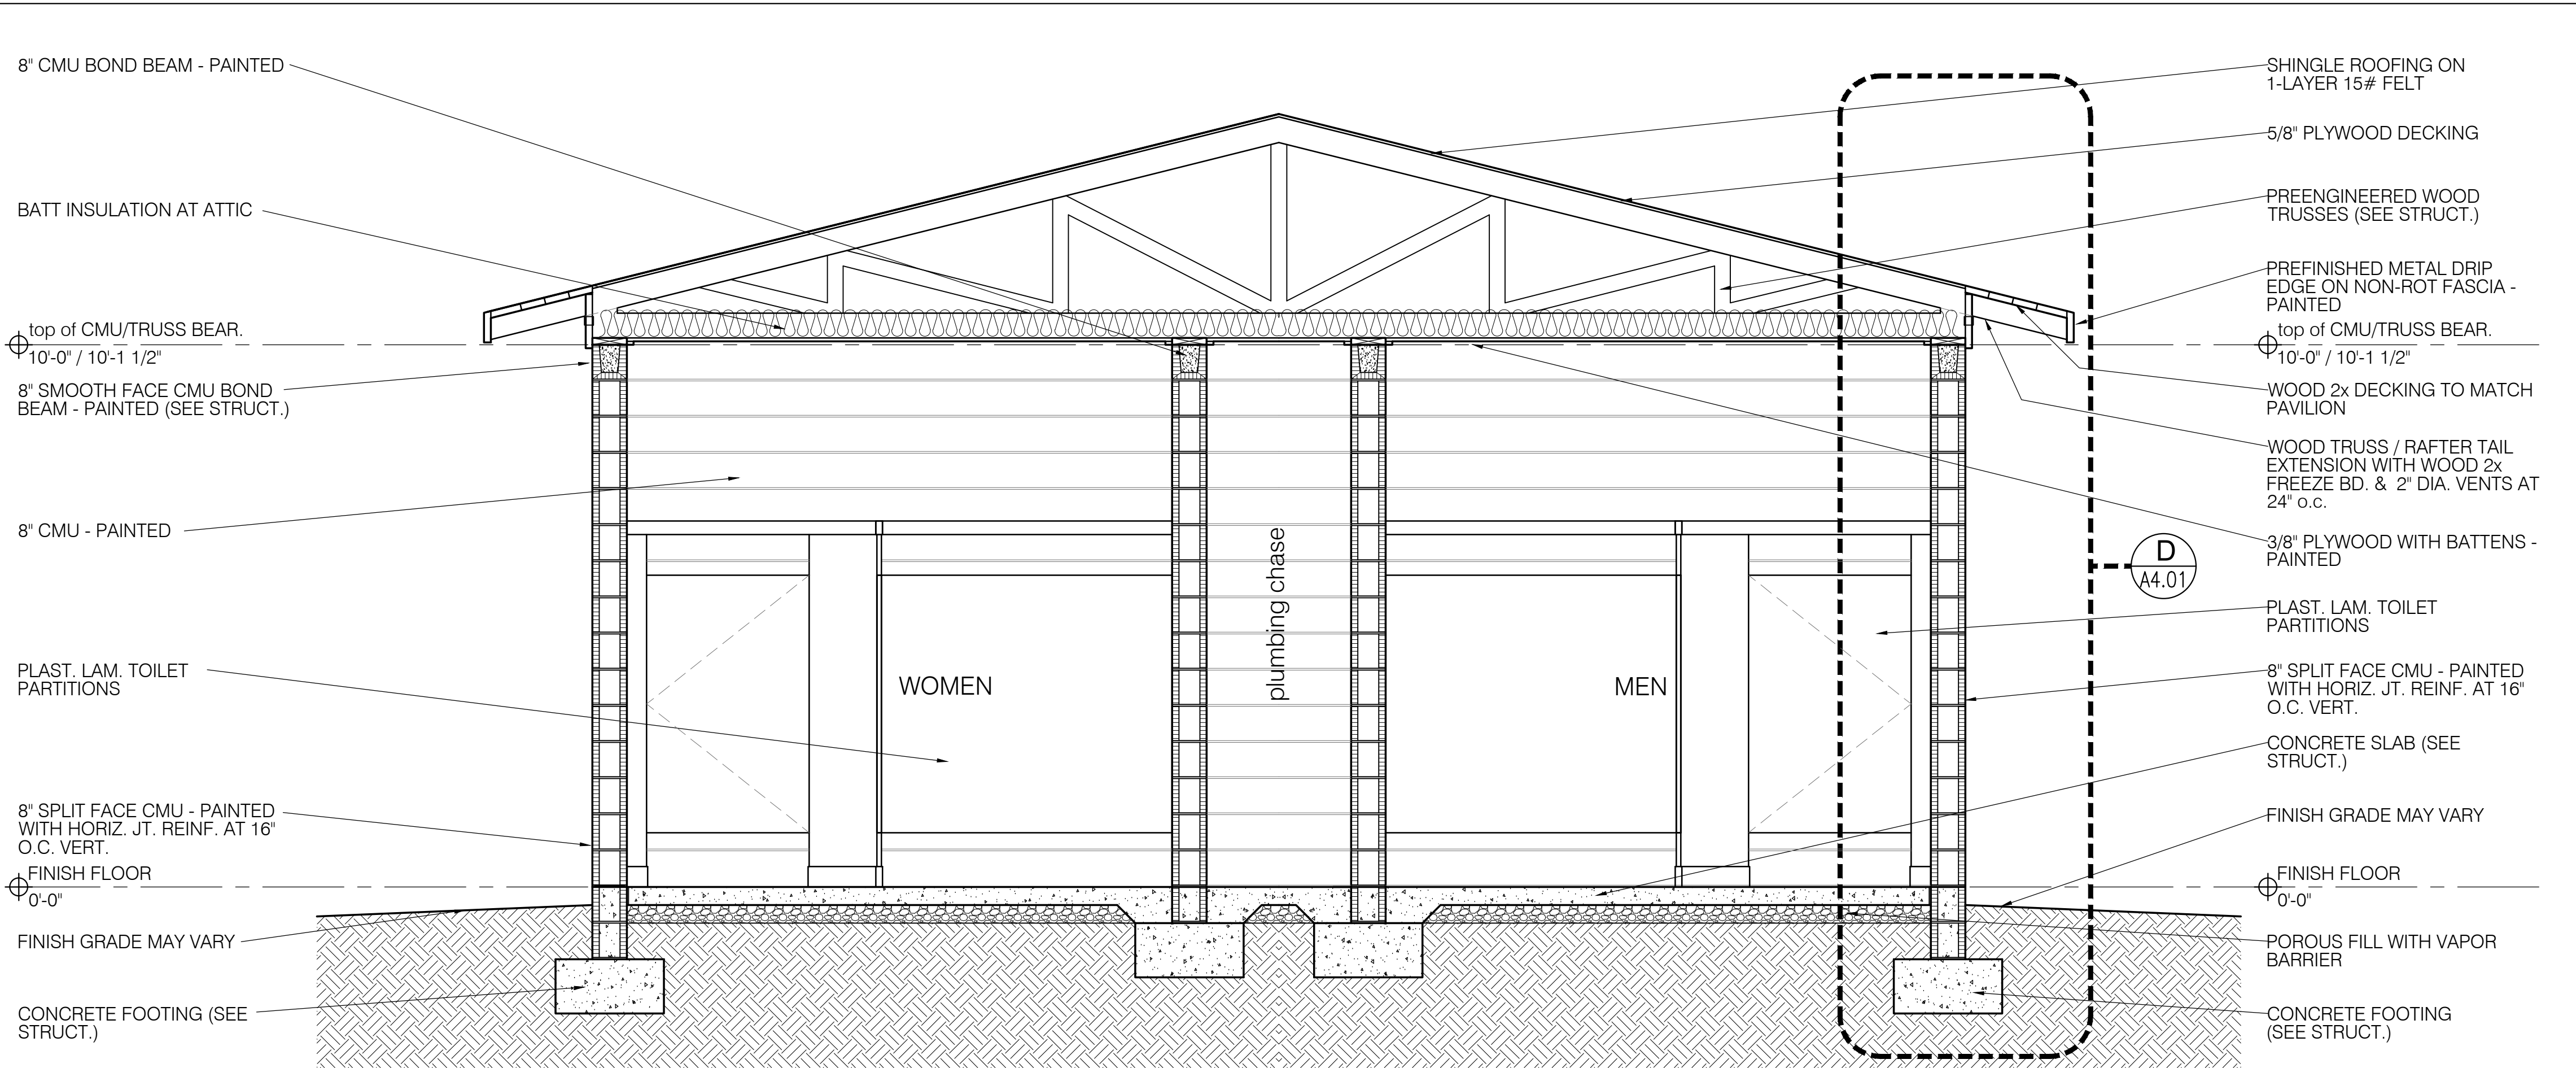 8" CMU BOND BEAM - PAINTED
BATT INSULATION AT ATTIC
top of CMU/TRUSS BEAR.
10'-0" / 10'-1 1/2"
8" SMOOTH FACE CMU BOND
BEAM - PAINTED (SEE STRUCT.)
8" CMU - PAINTED
PLAST. LAM. TOILET
PARTITIONS
8" SPLIT FACE CMU - PAINTED
WITH HORIZ. JT. REINF. AT 16"
O.C. VERT.
FINISH FLOOR
0'-0"
FINISH GRADE MAY VARY
CONCRETE FOOTING (SEE
STRUCT.)
WOMEN
plumbing chase
MEN
SHINGLE ROOFING ON
1-LAYER 15# FELT
5/8" PLYWOOD DECKING
PREENGINEERED WOOD
TRUSSES (SEE STRUCT.)
PREFINISHED METAL DRIP
EDGE ON NON-ROT FASCIA -
PAINTED
top of CMU/TRUSS BEAR.
10'-0" / 10'-1 1/2"
WOOD 2x DECKING TO MATCH
PAVILION
WOOD TRUSS / RAFTER TAIL
EXTENSION WITH WOOD 2x
FREEZE BD. & 2" DIA. VENTS AT
24" o.c.
3/8" PLYWOOD WITH BATTENS -
PAINTED
D
A4.01
PLAST. LAM. TOILET
PARTITIONS
8" SPLIT FACE CMU - PAINTED
WITH HORIZ. JT. REINF. AT 16"
O.C. VERT.
CONCRETE SLAB (SEE
STRUCT.)
FINISH GRADE MAY VARY
FINISH FLOOR
0'-0"
POROUS FILL WITH VAPOR
BARRIER
CONCRETE FOOTING
(SEE STRUCT.)